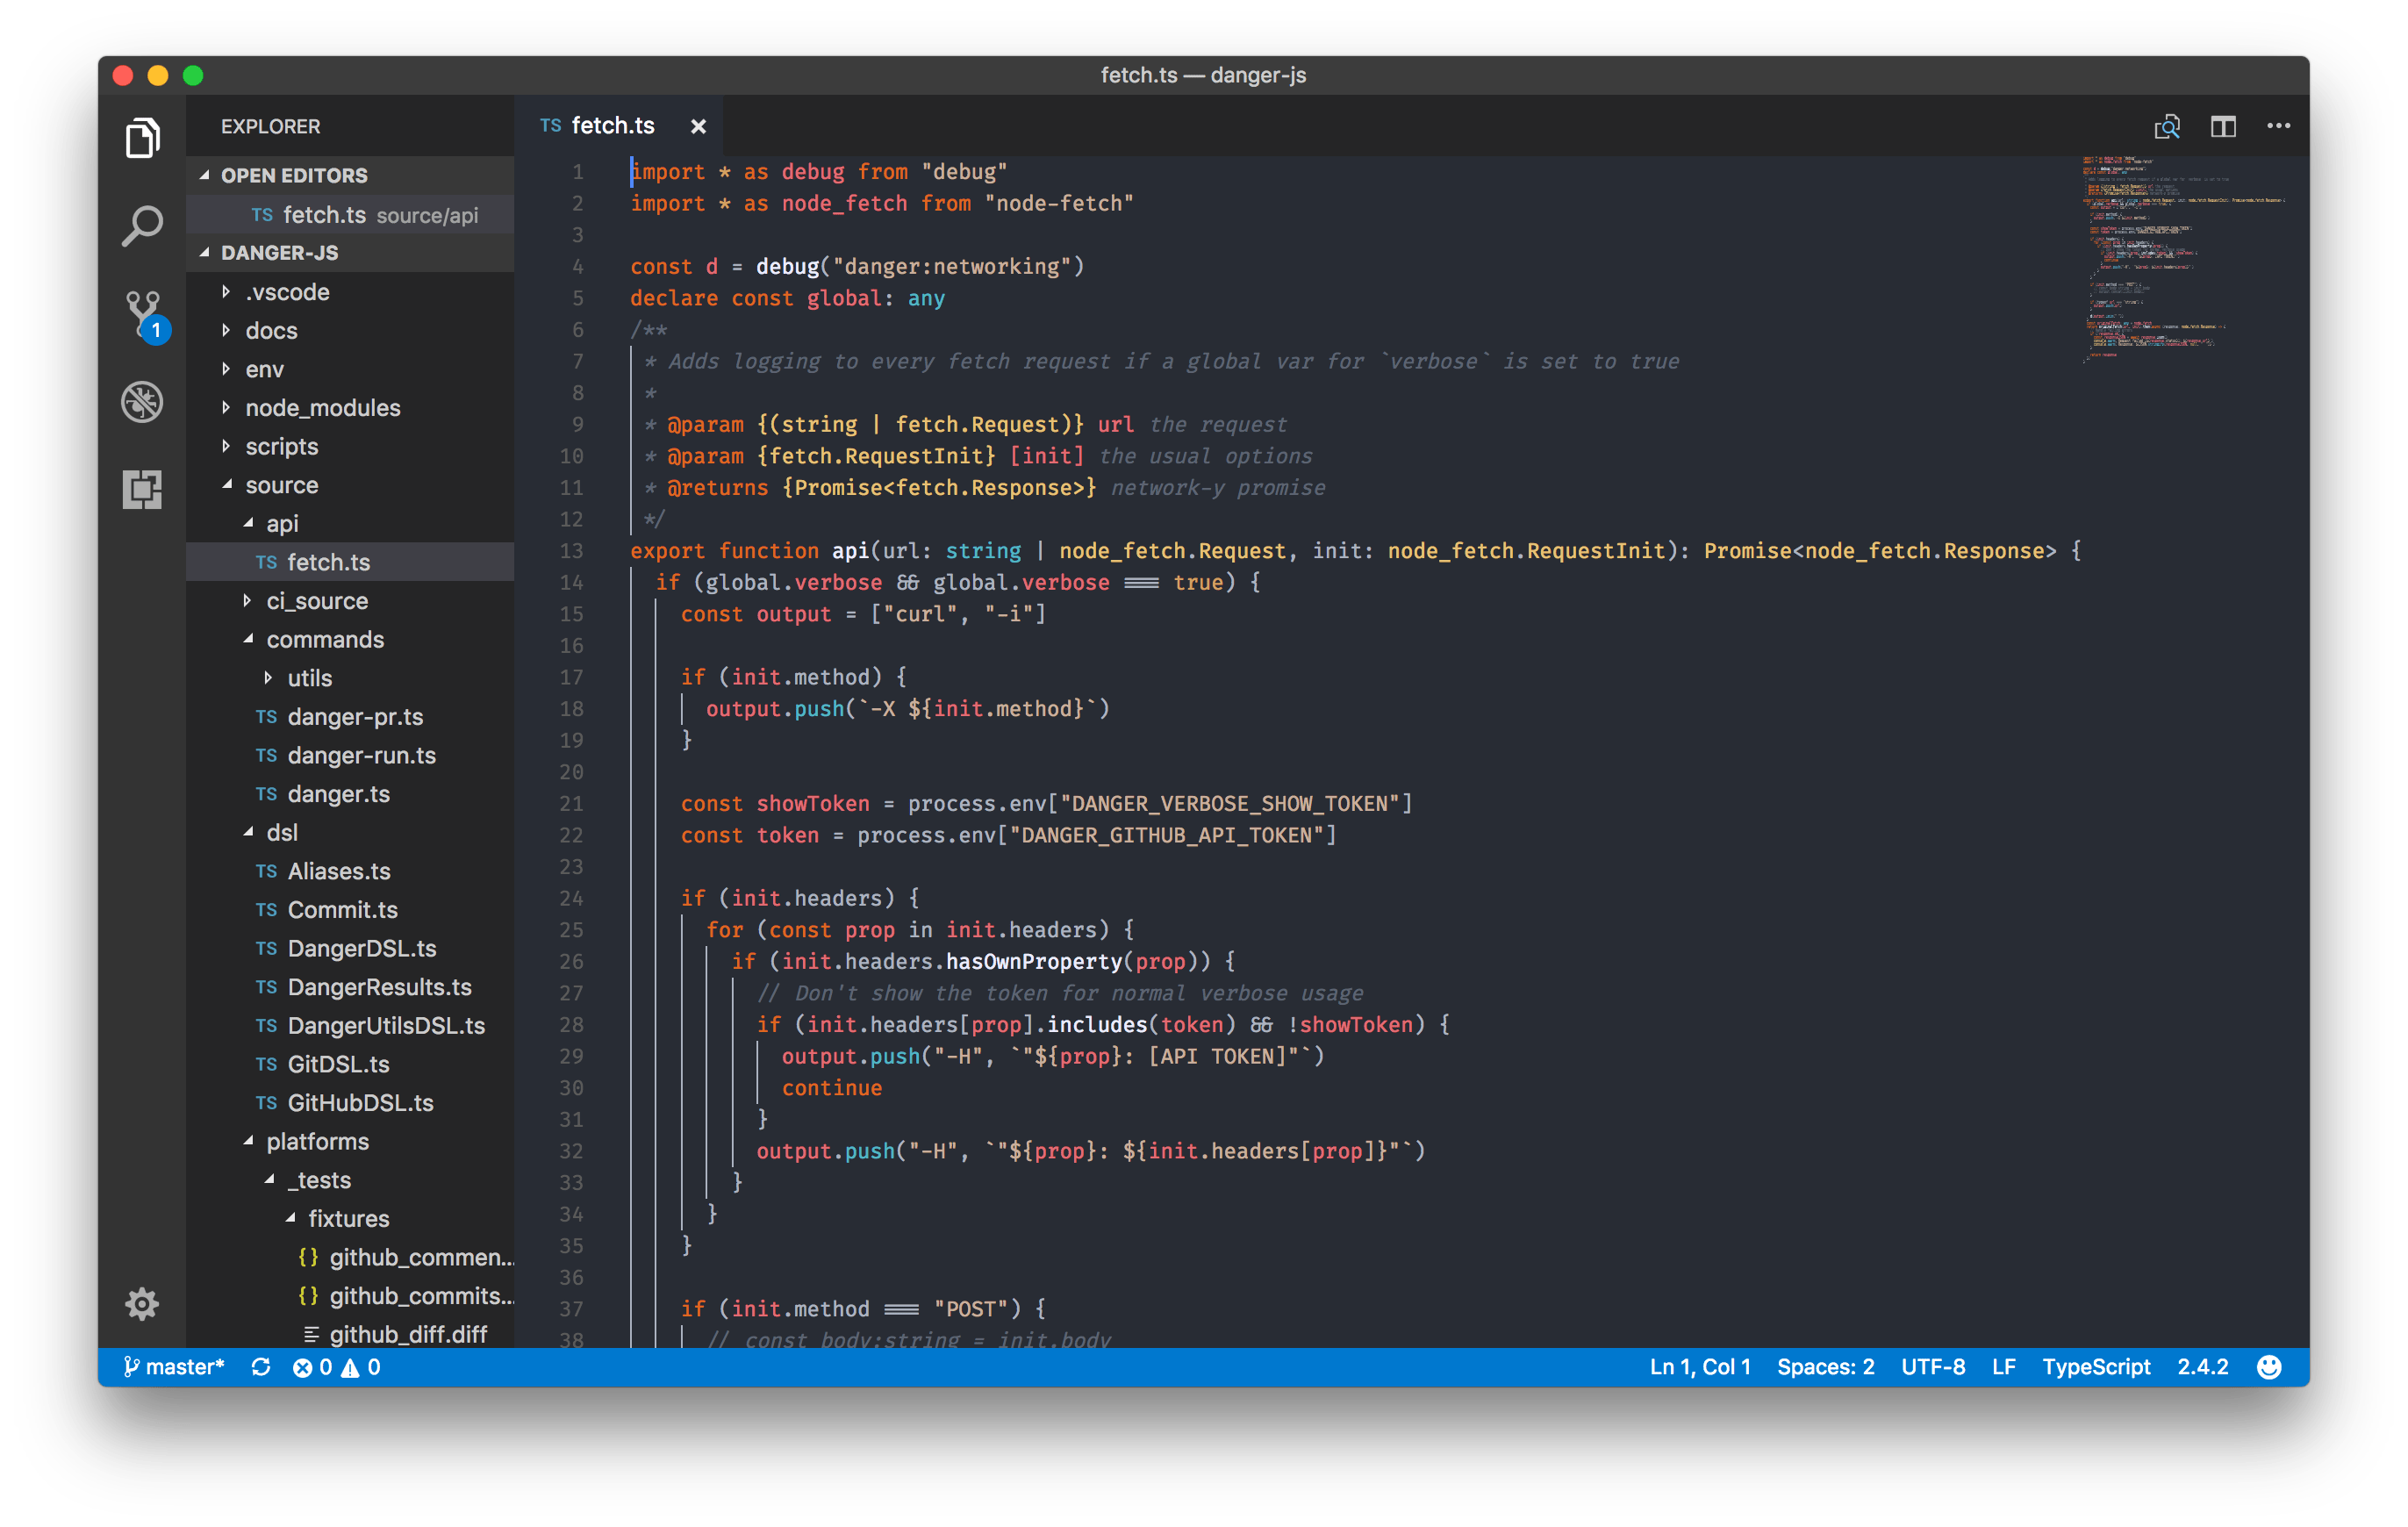 fetch.ts — danger-js
EXPLORER
OPEN EDITORS
TS fetch.ts source/api
DANGER-JS
.vscode
docs
env
node_modules
scripts
source
api
TS fetch.ts
ci_source
commands
utils
TS danger-pr.ts
TS danger-run.ts
TS danger.ts
dsl
TS Aliases.ts
TS Commit.ts
TS DangerDSL.ts
TS DangerResults.ts
TS DangerUtilsDSL.ts
TS GitDSL.ts
TS GitHubDSL.ts
platforms
_tests
fixtures
{} github_commen...
{} github_commits...
github_diff.diff
1
TS fetch.ts ×
1 import * as debug from "debug"
2 import * as node_fetch from "node-fetch"
3
4 const d = debug("danger:networking")
5 declare const global: any
6 /**
7 * Adds logging to every fetch request if a global var for `verbose` is set to true
8 *
9 * @param {(string | fetch.Request)} url the request
10 * @param {fetch.RequestInit} [init] the usual options
11 * @returns {Promise<fetch.Response>} network-y promise
12 */
13 export function api(url: string | node_fetch.Request, init: node_fetch.RequestInit): Promise<node_fetch.Response> {
14 if (global.verbose && global.verbose === true) {
15 const output = ["curl", "-i"]
16
17 if (init.method) {
18 output.push(`-X ${init.method}`)
19 }
20
21 const showToken = process.env["DANGER_VERBOSE_SHOW_TOKEN"]
22 const token = process.env["DANGER_GITHUB_API_TOKEN"]
23
24 if (init.headers) {
25 for (const prop in init.headers) {
26 if (init.headers.hasOwnProperty(prop)) {
27 // Don't show the token for normal verbose usage
28 if (init.headers[prop].includes(token) && !showToken) {
29 output.push("-H", `"${prop}: [API TOKEN]"`)
30 continue
31 }
32 output.push("-H", `"${prop}: ${init.headers[prop]}"`)
33 }
34 }
35 }
36
37 if (init.method === "POST") {
38 // const body:string = init.body
master* 0 0
Ln 1, Col 1 Spaces: 2 UTF-8 LF TypeScript 2.4.2